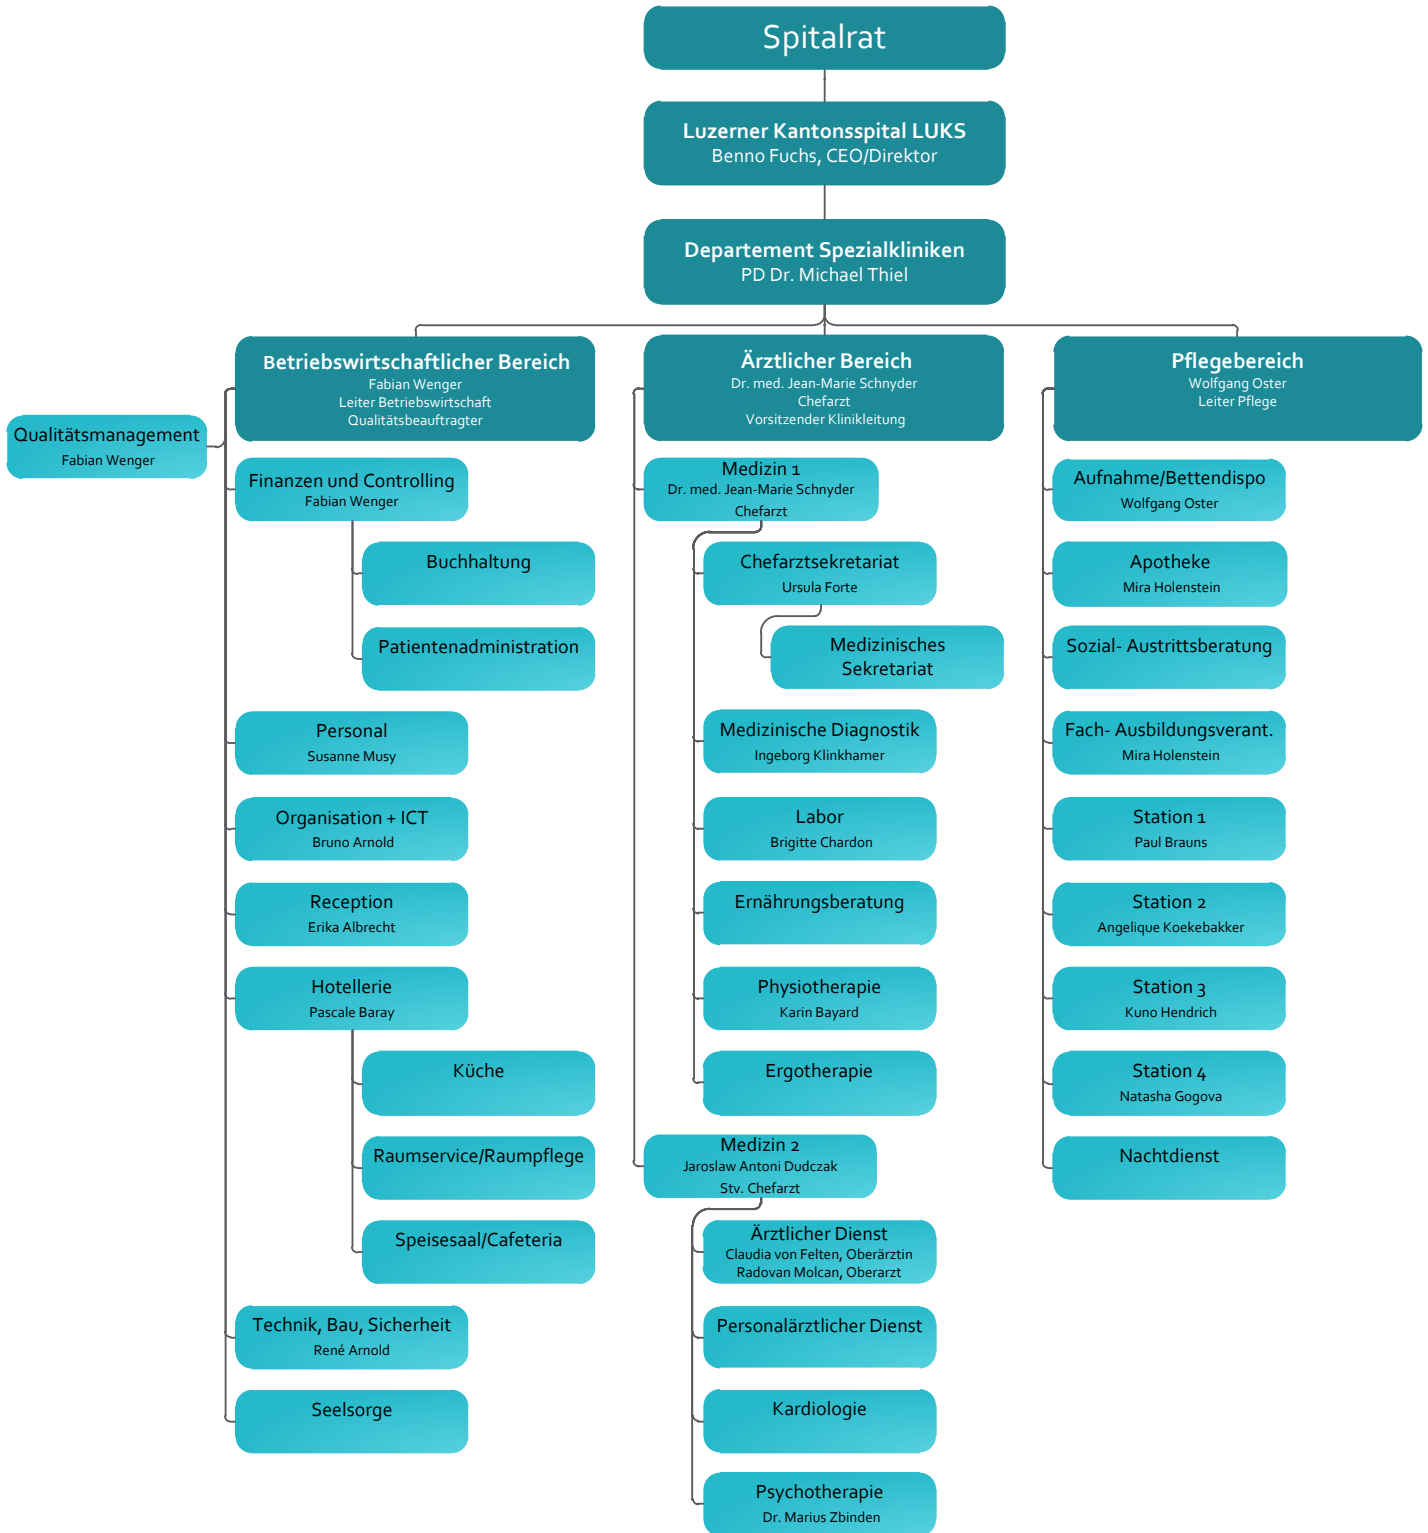 Spitalrat
Luzerner Kantonsspital LUKS
Benno Fuchs, CEO/Direktor
Departement Spezialkliniken
PD Dr. Michael Thiel
Betriebswirtschaftlicher Bereich
Fabian Wenger
Leiter Betriebswirtschaft
Qualitätsbeauftragter
Qualitätsmanagement
Fabian Wenger
Finanzen und Controlling
Fabian Wenger
Buchhaltung
Patientenadministration
Personal
Susanne Musy
Organisation + ICT
Bruno Arnold
Reception
Erika Albrecht
Hotellerie
Pascale Baray
Küche
Raumservice/Raumpflege
Speisesaal/Cafeteria
Technik, Bau, Sicherheit
René Arnold
Seelsorge
Ärztlicher Bereich
Dr. med. Jean-Marie Schnyder
Chefarzt
Vorsitzender Klinikleitung
Medizin 1
Dr. med. Jean-Marie Schnyder
Chefarzt
Chefarztsekretariat
Ursula Forte
Medizinisches
Sekretariat
Medizinische Diagnostik
Ingeborg Klinkhamer
Labor
Brigitte Chardon
Ernährungsberatung
Physiotherapie
Karin Bayard
Ergotherapie
Medizin 2
Jaroslaw Antoni Dudczak
Stv. Chefarzt
Ärztlicher Dienst
Claudia von Felten, Oberärztin
Radovan Molcan, Oberarzt
Personalärztlicher Dienst
Kardiologie
Psychotherapie
Dr. Marius Zbinden
Pflegebereich
Wolfgang Oster
Leiter Pflege
Aufnahme/Bettendispo
Wolfgang Oster
Apotheke
Mira Holenstein
Sozial- Austrittsberatung
Fach- Ausbildungsverant.
Mira Holenstein
Station 1
Paul Brauns
Station 2
Angelique Koekebakker
Station 3
Kuno Hendrich
Station 4
Natasha Gogova
Nachtdienst